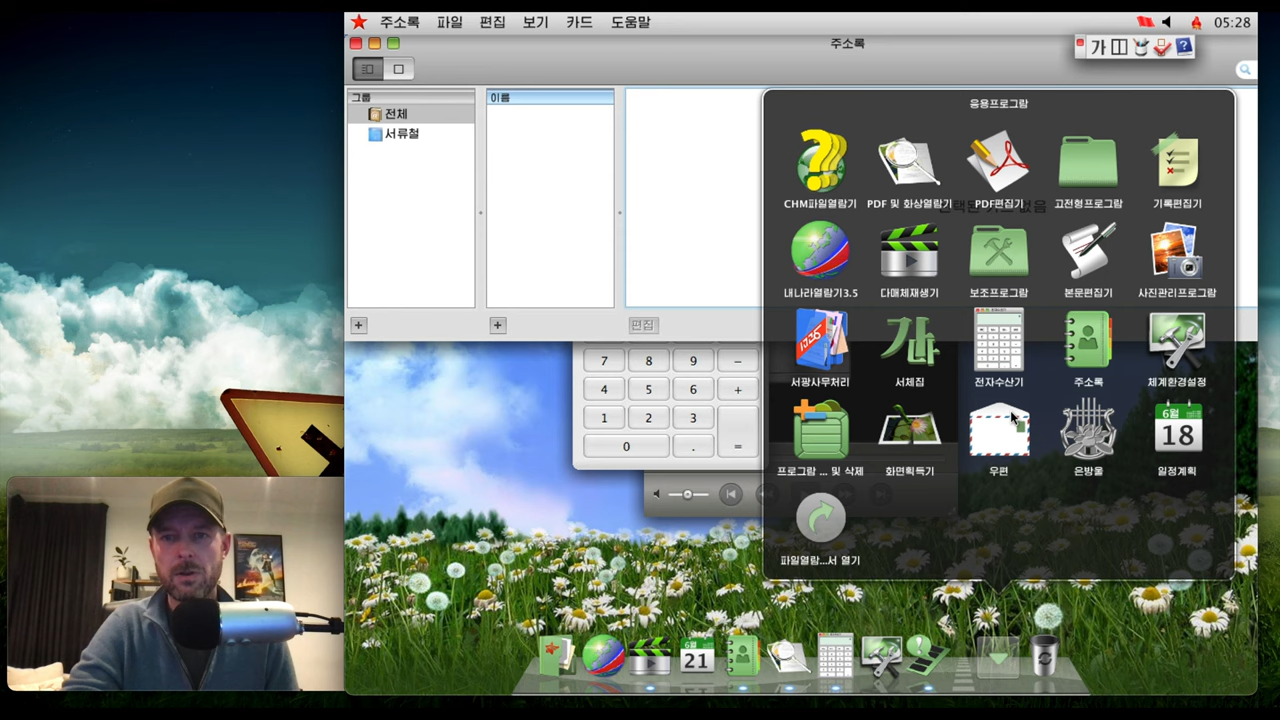 주소록 파일 편집 보기 카드 도움말
05:28
주소록
가
그룹
전체
서류철
이름
편집
응용프로그람
CHM파일열람기 PDF 및 화상열람기 PDF편집기 고전형프로그람 기록편집기
내나라열람기3.5 다매체재생기 보조프로그람 본문편집기 사진관리프로그람
서광사무처리 서체집 전자수산기 주소록 체계환경설정
6월
18
프로그람 ... 및 삭제 화면획득기 우편 은방울 일정계획
파일열람...서 열기
7 8 9 −
4 5 6 +
1 2 3
0 . =
6월
21